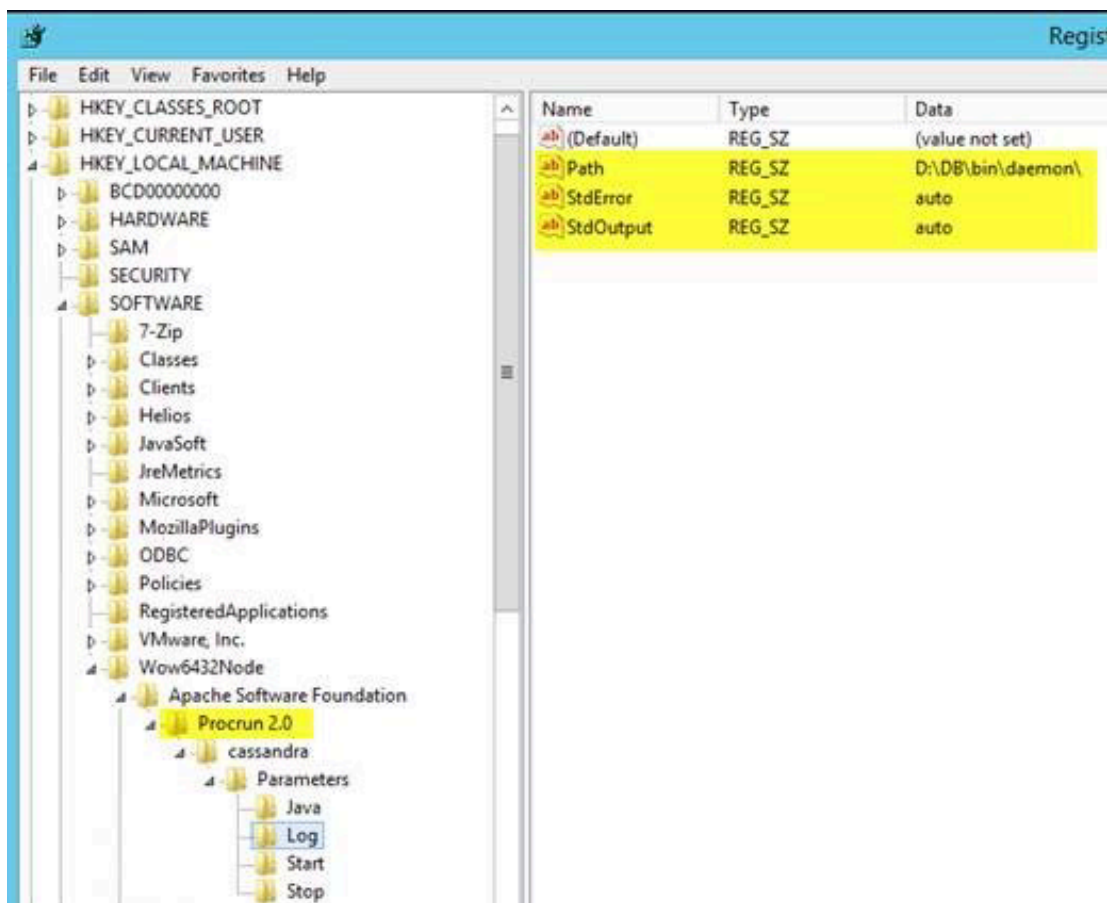 Regis
File Edit View Favorites Help
HKEY_CLASSES_ROOT
HKEY_CURRENT_USER
HKEY_LOCAL_MACHINE
BCD00000000
HARDWARE
SAM
SECURITY
SOFTWARE
7-Zip
Classes
Clients
Helios
JavaSoft
JreMetrics
Microsoft
MozillaPlugins
ODBC
Policies
RegisteredApplications
VMware, Inc.
Wow6432Node
Apache Software Foundation
Procrun 2.0
cassandra
Parameters
Java
Log
Start
Stop
Name Type Data
(Default) REG_SZ (value not set)
Path REG_SZ D:\DB\bin\daemon\
StdError REG_SZ auto
StdOutput REG_SZ auto